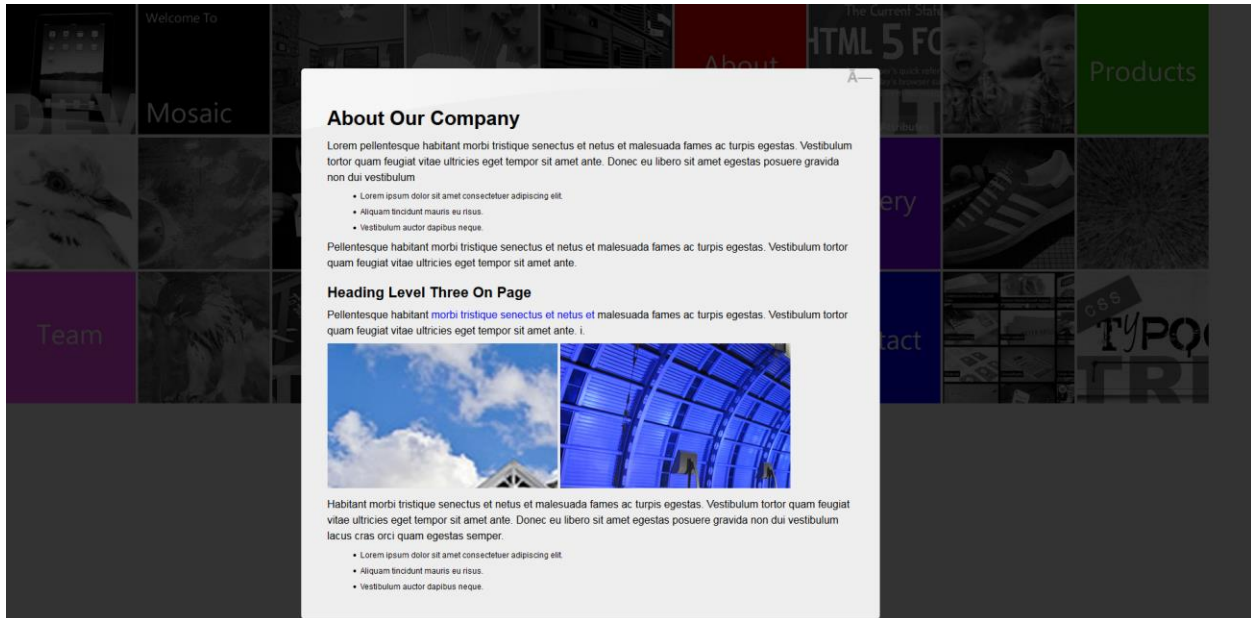 Welcome To
Mosaic
About
The Current State
HTML 5 FO
Products
Ã—
About Our Company
Lorem pellentesque habitant morbi tristique senectus et netus et malesuada fames ac turpis egestas. Vestibulum
tortor quam feugiat vitae ultricies eget tempor sit amet ante. Donec eu libero sit amet egestas posuere gravida
non dui vestibulum
• Lorem ipsum dolor sit amet consectetuer adipiscing elit.
• Aliquam tincidunt mauris eu risus.
• Vestibulum auctor dapibus neque.
Pellentesque habitant morbi tristique senectus et netus et malesuada fames ac turpis egestas. Vestibulum tortor
quam feugiat vitae ultricies eget tempor sit amet ante.
Heading Level Three On Page
Pellentesque habitant morbi tristique senectus et netus et malesuada fames ac turpis egestas. Vestibulum tortor
quam feugiat vitae ultricies eget tempor sit amet ante. i.
Habitant morbi tristique senectus et netus et malesuada fames ac turpis egestas. Vestibulum tortor quam feugiat
vitae ultricies eget tempor sit amet ante. Donec eu libero sit amet egestas posuere gravida non dui vestibulum
lacus cras orci quam egestas semper.
• Lorem ipsum dolor sit amet consectetuer adipiscing elit.
• Aliquam tincidunt mauris eu risus.
• Vestibulum auctor dapibus neque.
ery
Team
tact
CSS
TYPO
TRI